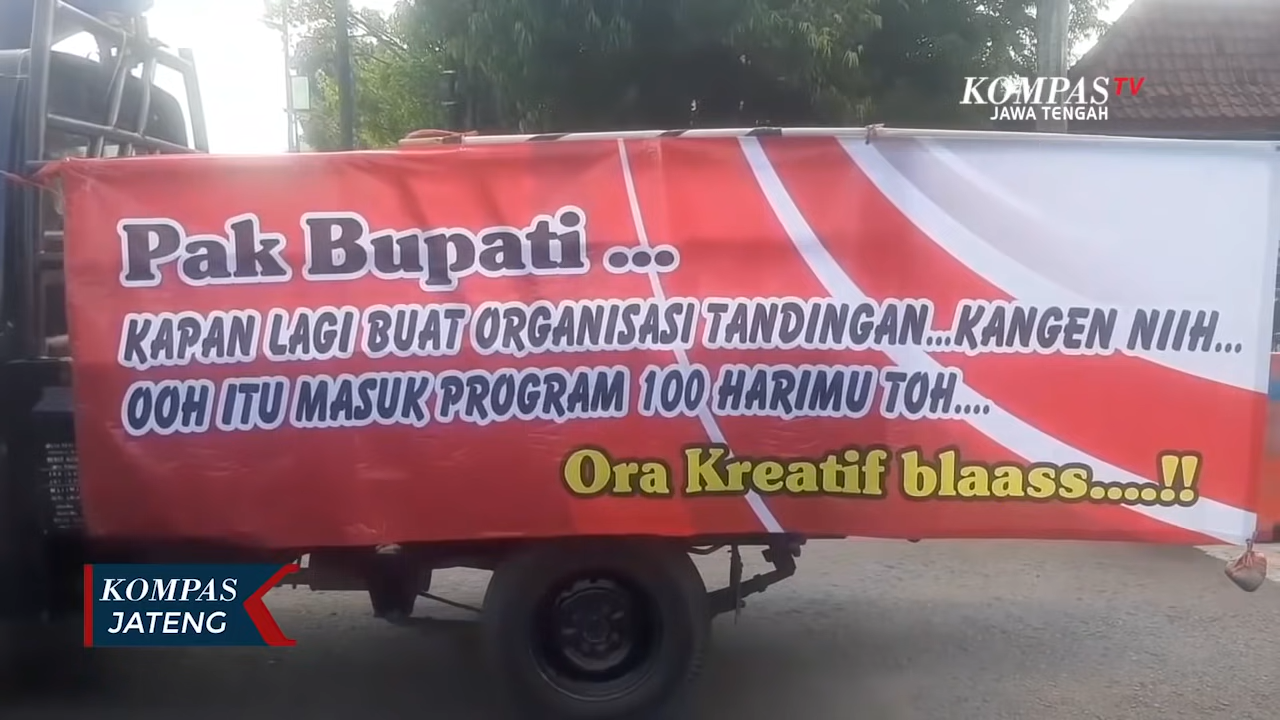 KOMPAS TV
JAWA TENGAH
Pak Bupati ...
KAPAN LAGI BUAT ORGANISASI TANDINGAN...KANGEN NIIH...
OOH ITU MASUK PROGRAM 100 HARIMU TOH....
Ora Kreatif blaass....!!
KOMPAS
JATENG